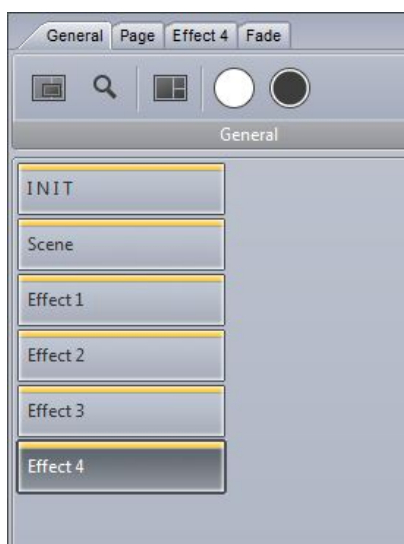 General Page Effect 4 Fade
General
INIT
Scene
Effect 1
Effect 2
Effect 3
Effect 4